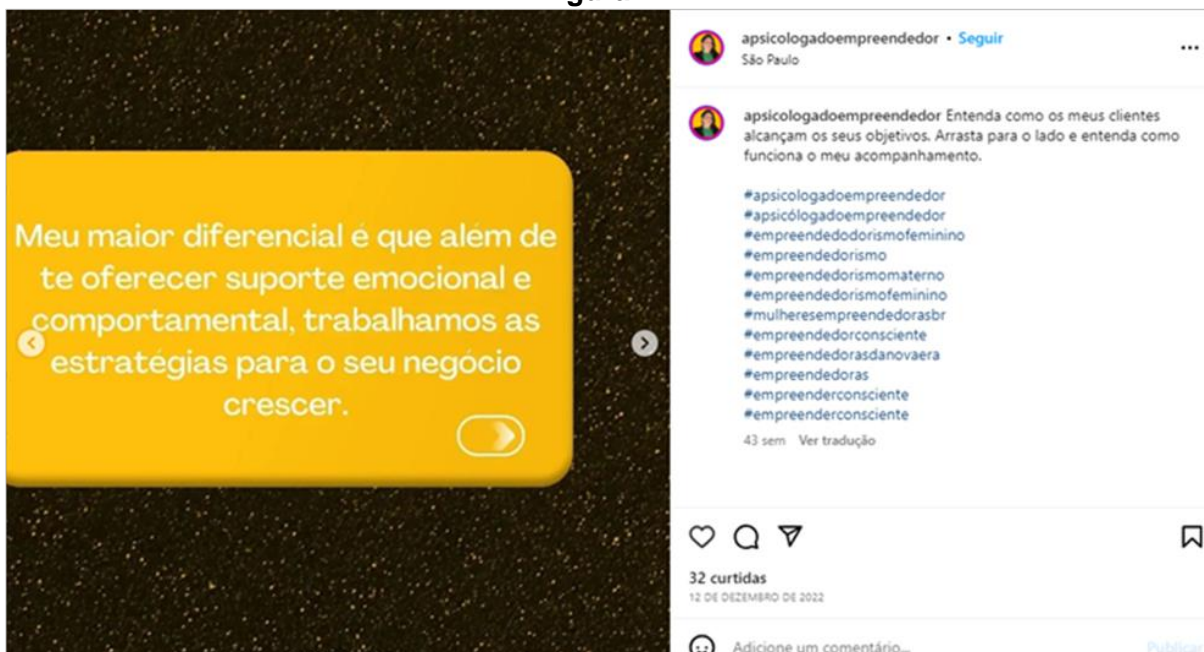 Meu maior diferencial é que além de
te oferecer suporte emocional e
comportamental, trabalhamos as
estratégias para o seu negócio
crescer.
apsicologadoempreendedor • Seguir
São Paulo
apsicologadoempreendedor Entenda como os meus clientes
alcançam os seus objetivos. Arrasta para o lado e entenda como
funciona o meu acompanhamento.
#apsicologadoempreendedor
#apsicólogadoempreendedor
#empreendedodorismofeminino
#empreendedorismo
#empreendedorismomaterno
#empreendedorismofeminino
#mulheresempreendedorasbr
#empreendedorconsciente
#empreendedorasdanovaera
#empreendedoras
#empreenderconsciente
#empreenderconsciente
43 sem Ver tradução
32 curtidas
12 DE DEZEMBRO DE 2022
Adicione um comentário...
Publicar